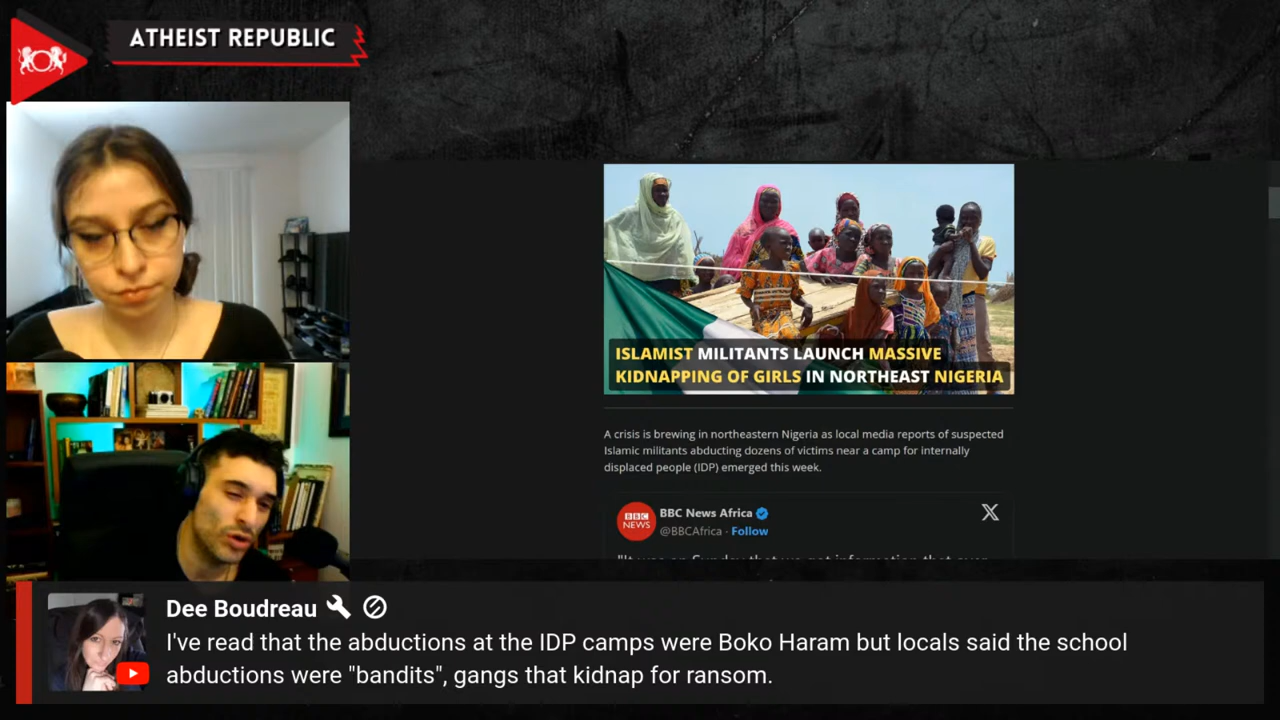 ATHEIST REPUBLIC
ISLAMIST MILITANTS LAUNCH MASSIVE
KIDNAPPING OF GIRLS IN NORTHEAST NIGERIA
A crisis is brewing in northeastern Nigeria as local media reports of suspected
Islamic militants abducting dozens of victims near a camp for internally
displaced people (IDP) emerged this week.
BBC
NEWS
BBC News Africa
@BBCAfrica · Follow
X
Dee Boudreau
I've read that the abductions at the IDP camps were Boko Haram but locals said the school
abductions were "bandits", gangs that kidnap for ransom.